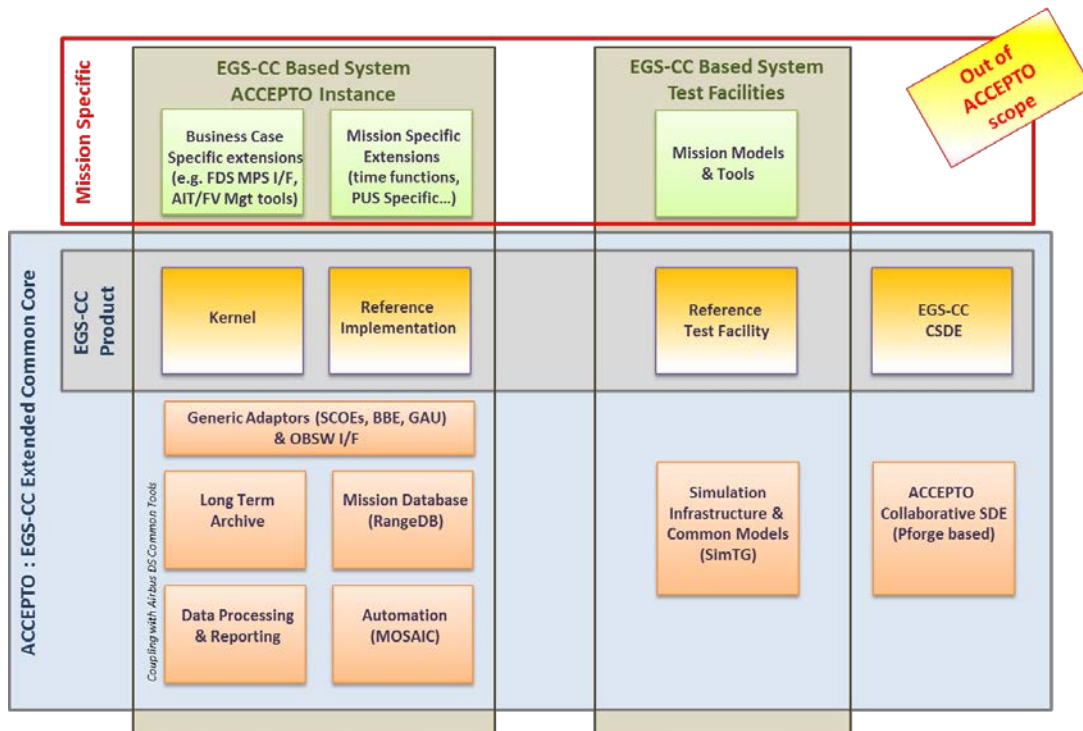 EGS-CC Based System
ACCEPTO Instance
EGS-CC Based System
Test Facilities
Out of
ACCEPTO
scope
Mission Specific
Business Case
Specific extensions
(e.g. FDS MPS I/F,
AIT/FV Mgt tools)
Mission Specific
Extensions
(time functions,
PUS Specific...)
Mission Models
& Tools
ACCEPTO : EGS-CC Extended Common Core
EGS-CC
Product
Kernel
Reference
Implementation
Reference
Test Facility
EGS-CC
CSDE
Generic Adaptors (SCOEs, BBE, GAU)
& OBSW I/F
Coupling with Airbus DS Common Tools
Long Term
Archive
Mission Database
(RangeDB)
Simulation
Infrastructure &
Common Models
(SimTG)
ACCEPTO
Collaborative SDE
(Pforge based)
Data Processing
& Reporting
Automation
(MOSAIC)